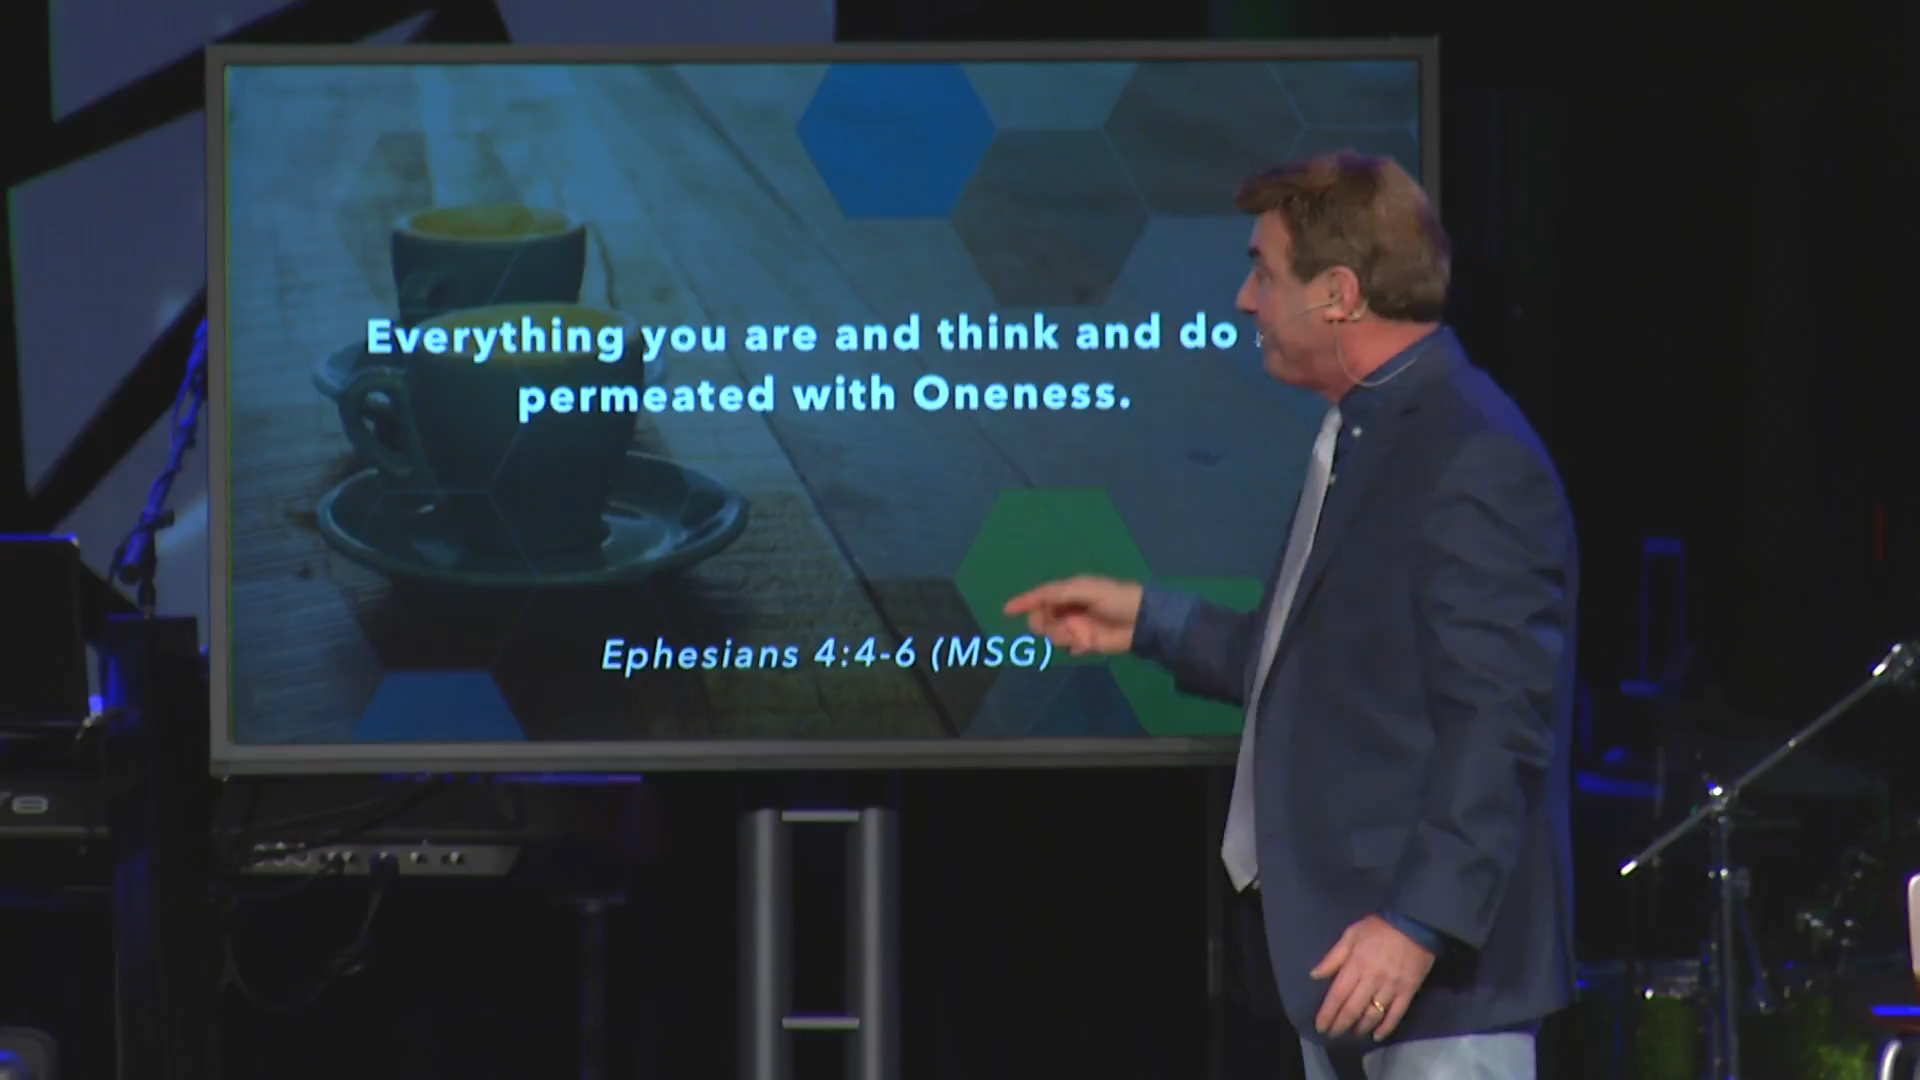 Everything you are and think and do
permeated with Oneness.
Ephesians 4:4-6 (MSG)